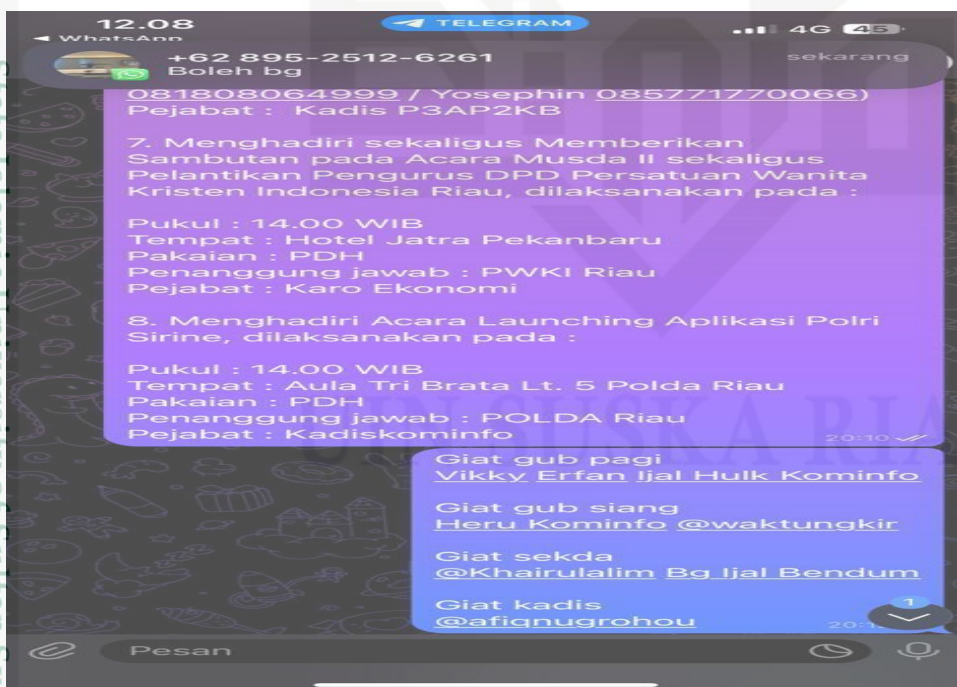 12.08
TELEGRAM
4G 45
◄ WhatsApp
+62 895-2512-6261
sekarang
Boleh bg
081808064999 / Yosephin 085771770066)
Pejabat : Kadis P3AP2KB
7. Menghadiri sekaligus Memberikan
Sambutan pada Acara Musda II sekaligus
Pelantikan Pengurus DPD Persatuan Wanita
Kristen Indonesia Riau, dilaksanakan pada :
Pukul : 14.00 WIB
Tempat : Hotel Jatra Pekanbaru
Pakaian : PDH
Penanggung jawab : PWKI Riau
Pejabat : Karo Ekonomi
8. Menghadiri Acara Launching Aplikasi Polri
Sirine, dilaksanakan pada :
Pukul : 14.00 WIB
Tempat : Aula Tri Brata Lt. 5 Polda Riau
Pakaian : PDH
Penanggung jawab : POLDA Riau
Pejabat : Kadiskominfo
20:10
UIN SUSKA RIA
Giat gub pagi
Vikky Erfan Ijal Hulk Kominfo
Giat gub siang
Heru Kominfo @waktungkir
Giat sekda
@Khairulalim Bg Ijal Bendum
Giat kadis
@afiqnugrohou
1
Pesan